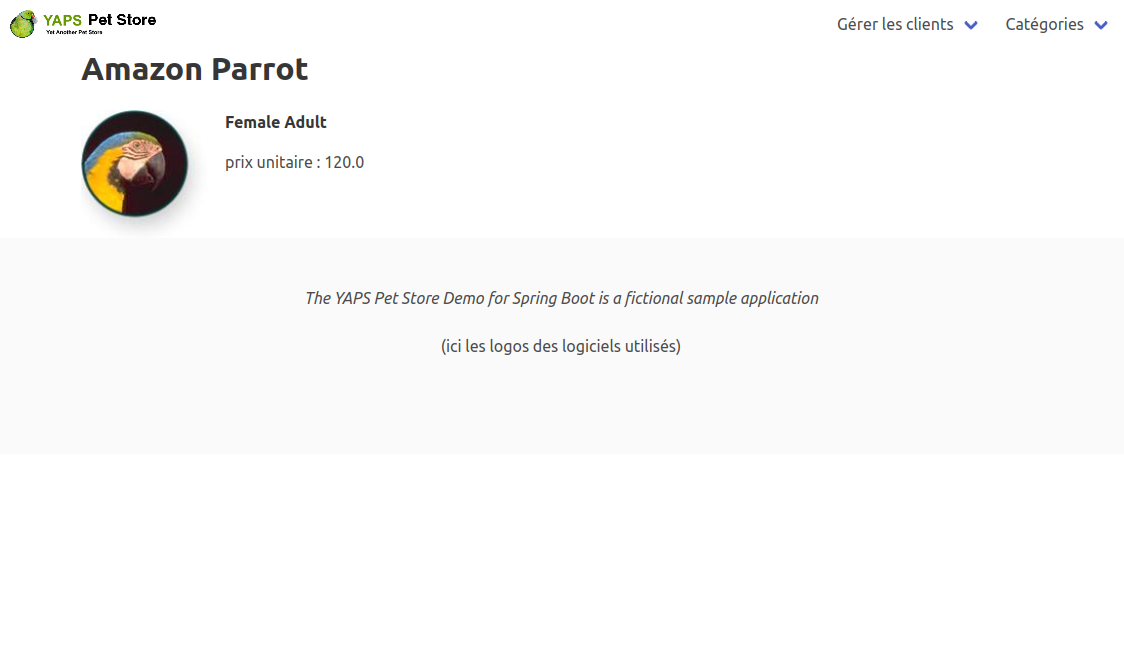 YAPS Pet Store
Yet Another Pet Store
Gérer les clients
Catégories
Amazon Parrot
Female Adult
prix unitaire : 120.0
The YAPS Pet Store Demo for Spring Boot is a fictional sample application
(ici les logos des logiciels utilisés)